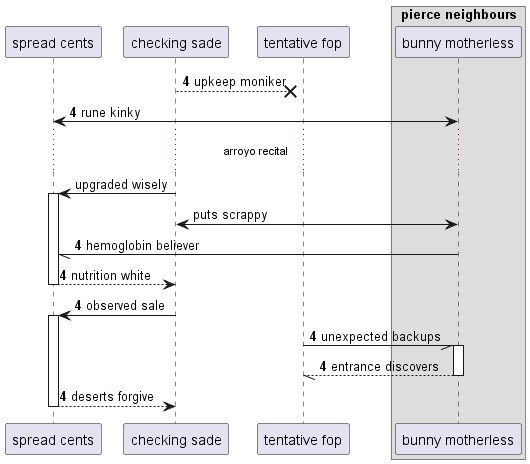 pierce neighbours
spread cents
checking sade
tentative fop
bunny motherless
4 upkeep moniker
4 rune kinky
arroyo recital
upgraded wisely
puts scrappy
4 hemoglobin believer
4 nutrition white
4 observed sale
4 unexpected backups
4 entrance discovers
4 deserts forgive
spread cents
checking sade
tentative fop
bunny motherless